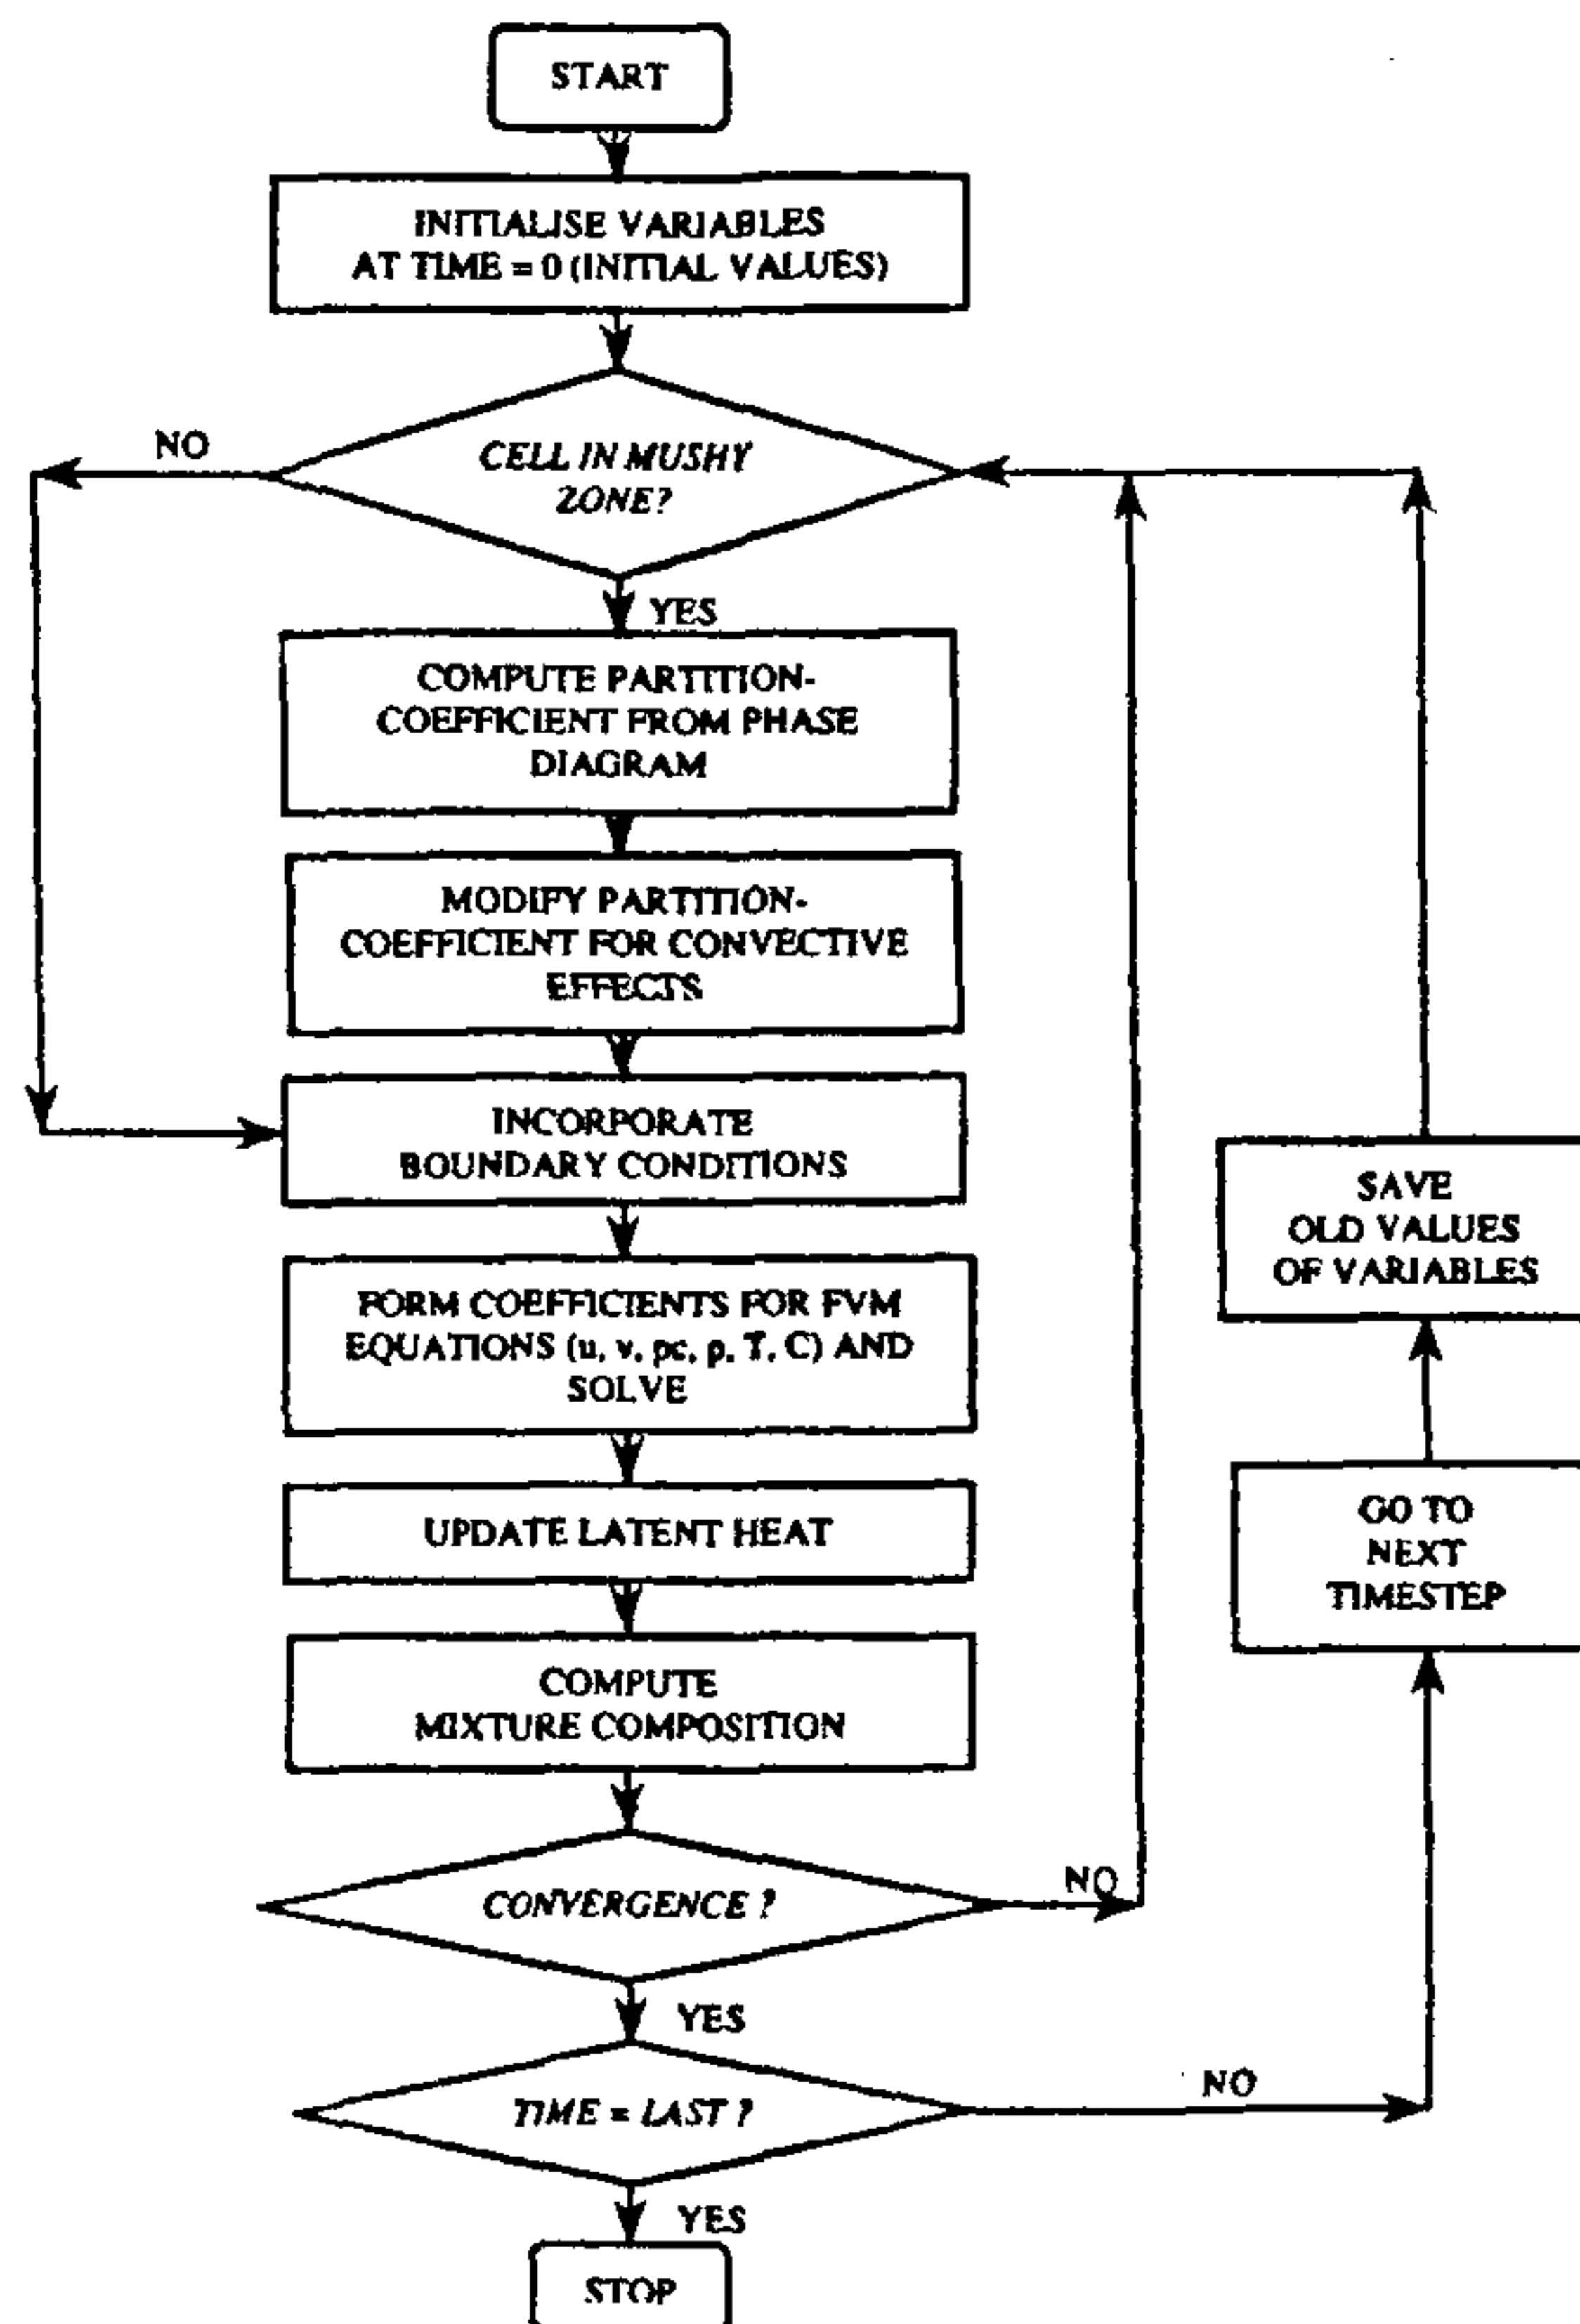 START
INITIALISE VARIABLES
AT TIME = 0 (INITIAL VALUES)
NO
CELL IN MUSHY
ZONE?
YES
COMPUTE PARTITION-
COEFFICIENT FROM PHASE
DIAGRAM
MODIFY PARTITION-
COEFFICIENT FOR CONVECTIVE
EFFECTS
INCORPORATE
BOUNDARY CONDITIONS
FORM COEFFICIENTS FOR FVM
EQUATIONS (u, v, pc, p, T, C) AND
SOLVE
UPDATE LATENT HEAT
COMPUTE
MIXTURE COMPOSITION
CONVERGENCE ?
NO
YES
TIME = LAST ?
NO
YES
STOP
GO TO
NEXT
TIMESTEP
SAVE
OLD VALUES
OF VARIABLES